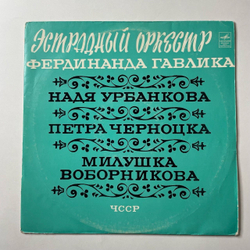 ЭСТРАДНЫЙ ОРКЕСТР
ФЕРДИНАНДА ГАВЛИКА
НАДЯ УРБАНКОВА
ПЕТРА ЧЕРНОЦКА
МИЛУШКА
ВОБОРНИКОВА
ЧССР